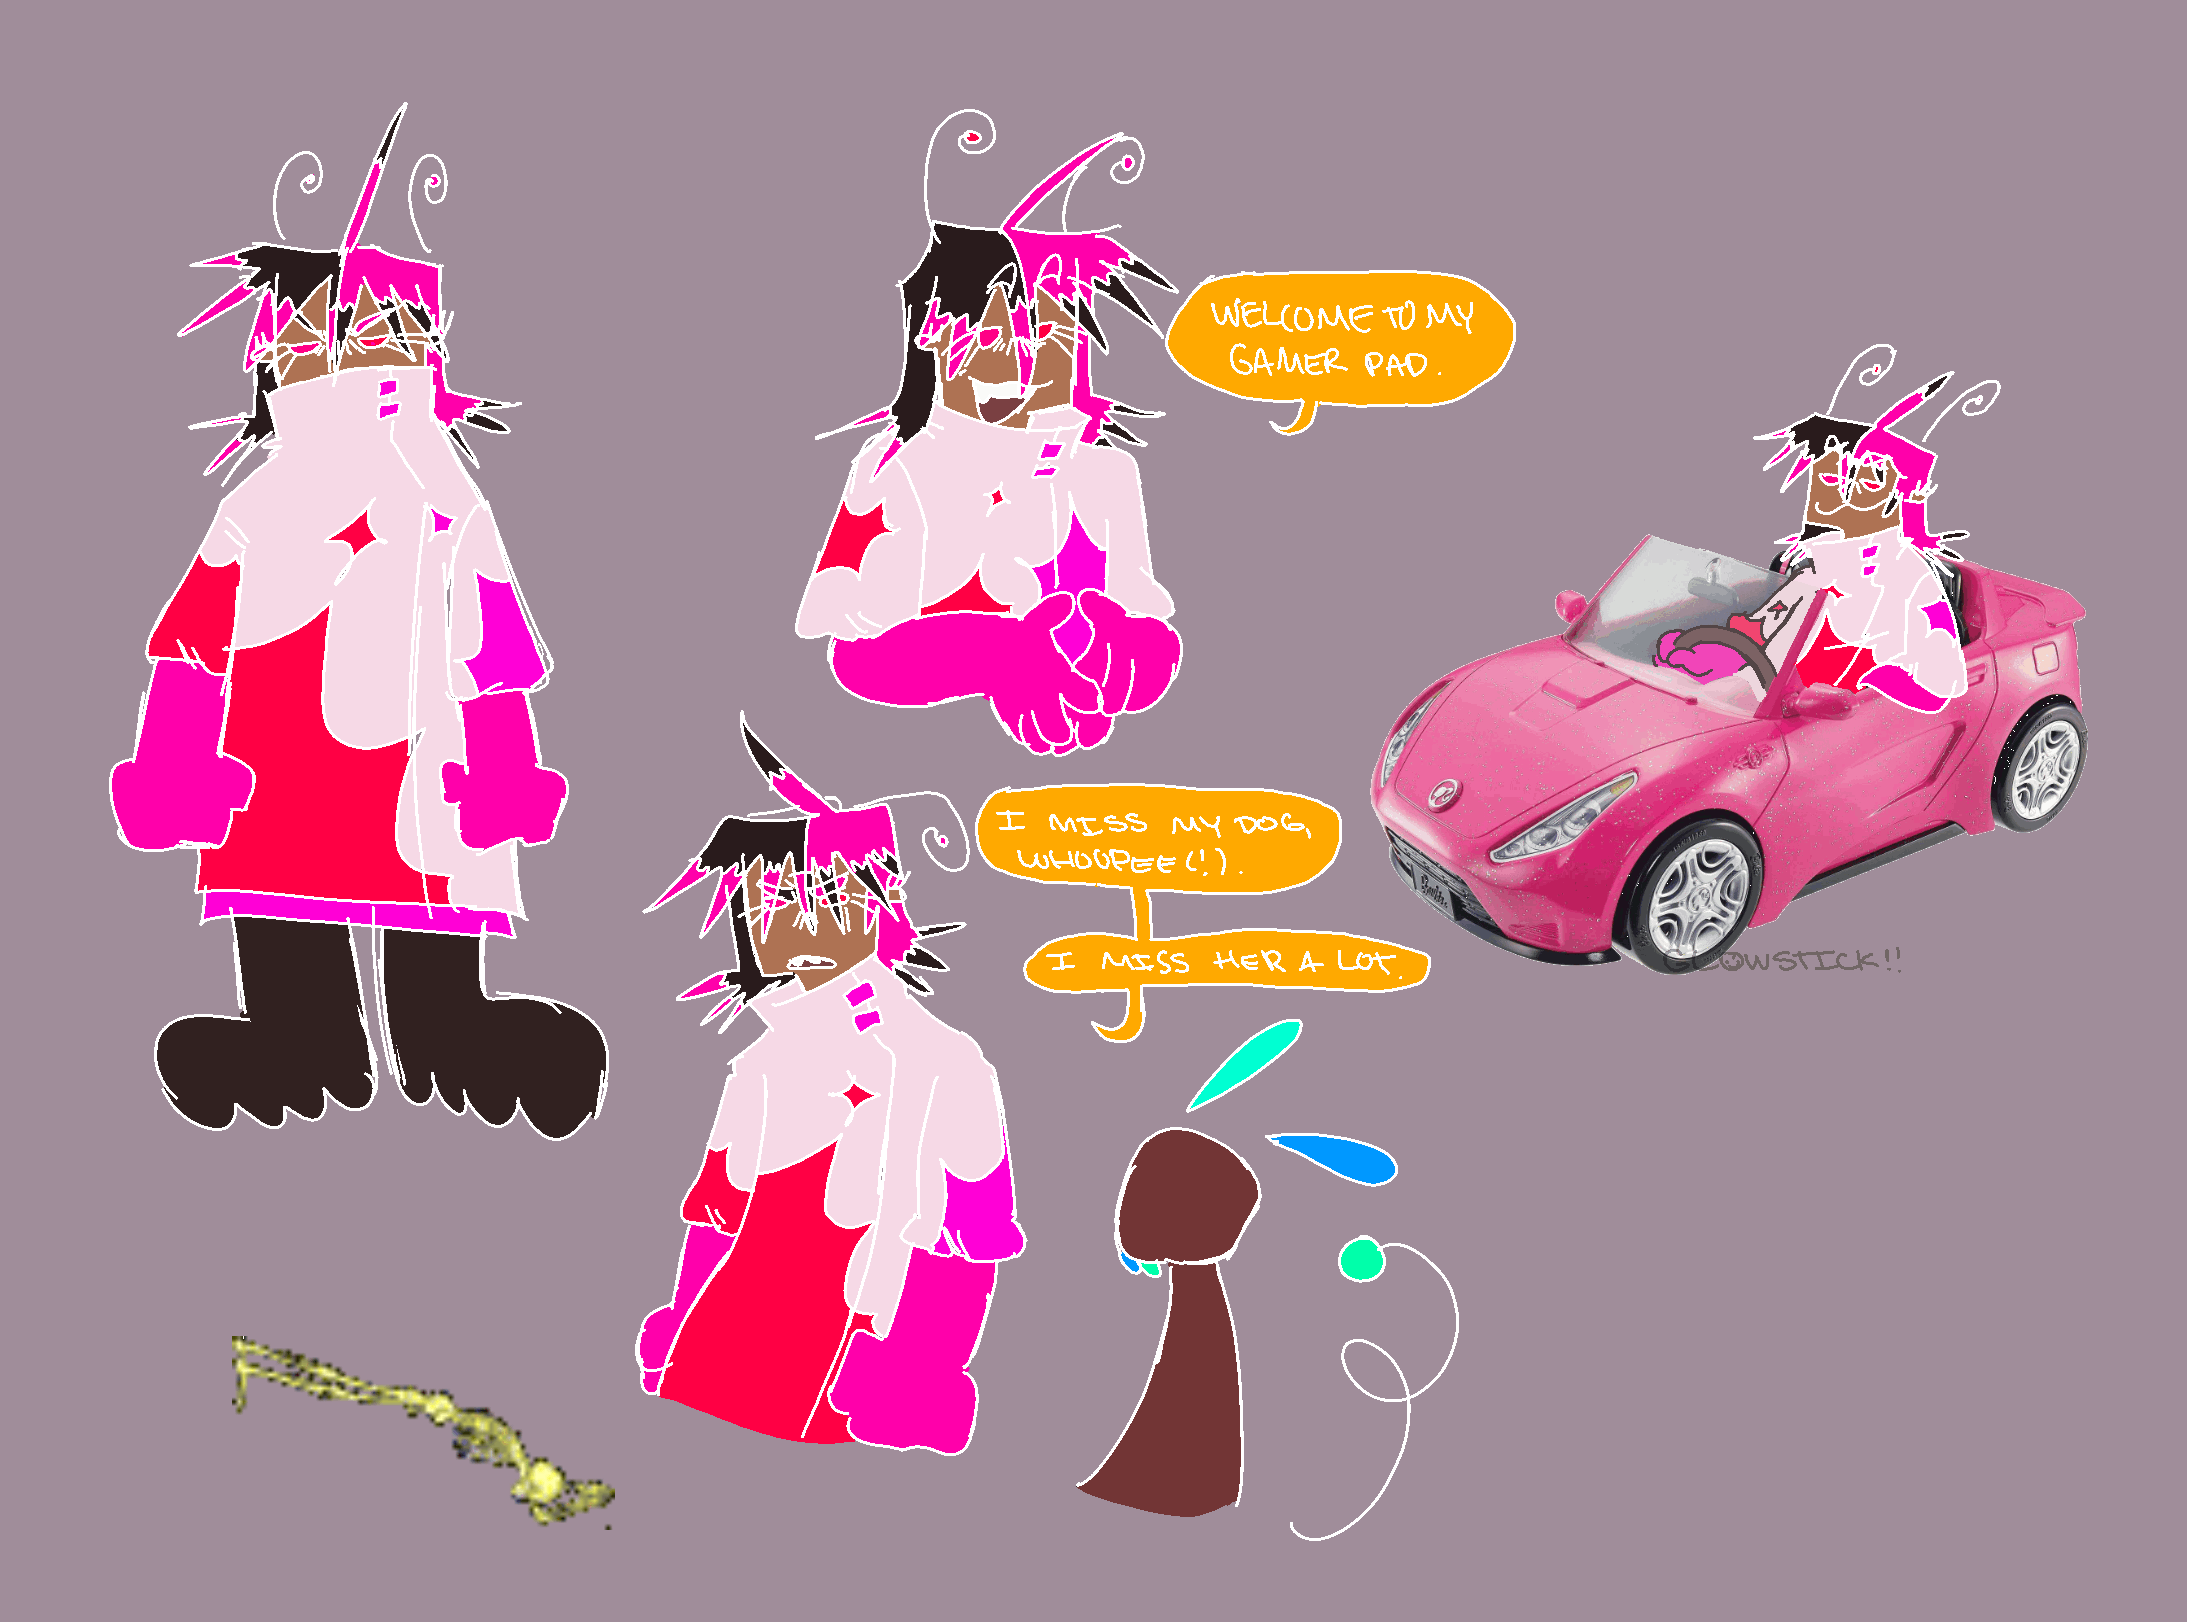 WELCOME TO MY
GAMER PAD.
I MISS MY DOG,
WHOOPEE(!).
I MISS HER A LOT.
GLOWSTICK!!